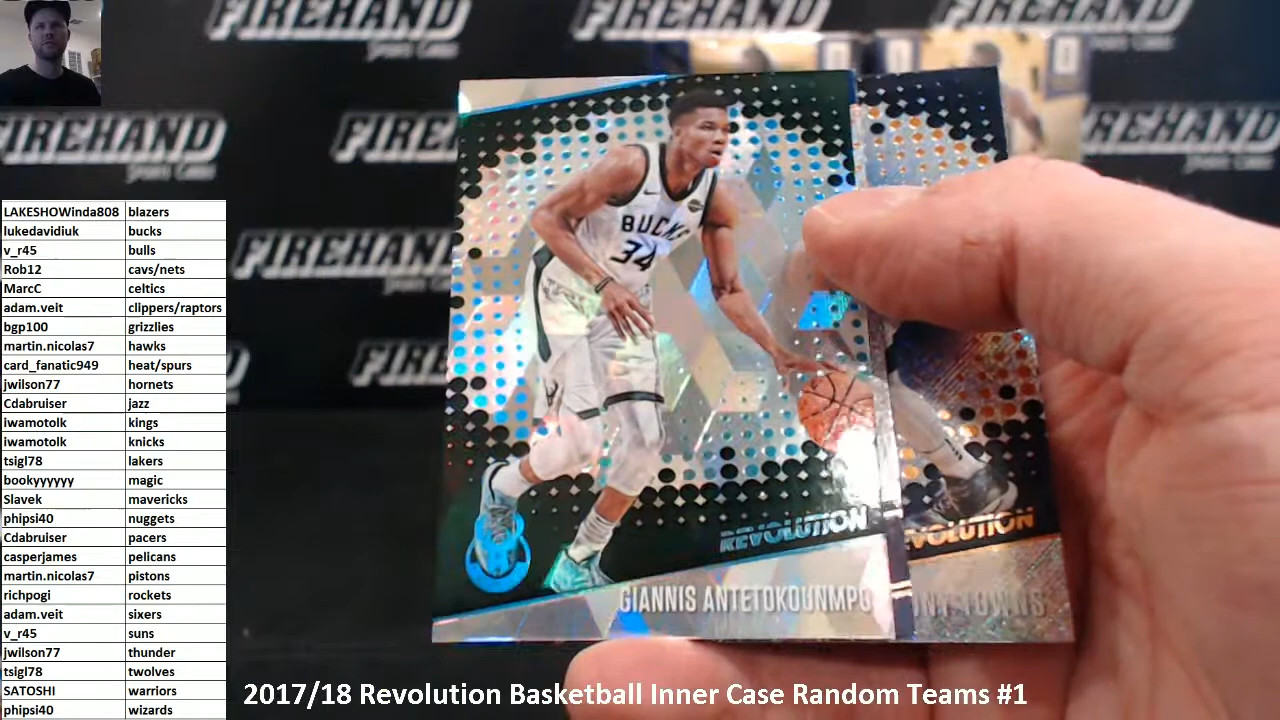 FIREHAND
FIREHAND
FIREHAND
FIREHAND
FIREHAND
FIREHAND
FIREHAND
LAKESHOWinda808 blazers
lukedavidiuk bucks
v_r45 bulls
Rob12 cavs/nets
MarcC celtics
adam.veit clippers/raptors
bgp100 grizzlies
martin.nicolas7 hawks
card_fanatic949 heat/spurs
jwilson77 hornets
Cdabruiser jazz
iwamotolk kings
iwamotolk knicks
tsigl78 lakers
bookyyyyyy magic
Slavek mavericks
phipsi40 nuggets
Cdabruiser pacers
casperjames pelicans
martin.nicolas7 pistons
richpogi rockets
adam.veit sixers
v_r45 suns
jwilson77 thunder
tsigl78 twolves
SATOSHI warriors
phipsi40 wizards
BUCKS
34
REVOLUTION
GIANNIS ANTETOKOUNMPO
VOLUTION
TOWNS
2017/18 Revolution Basketball Inner Case Random Teams #1